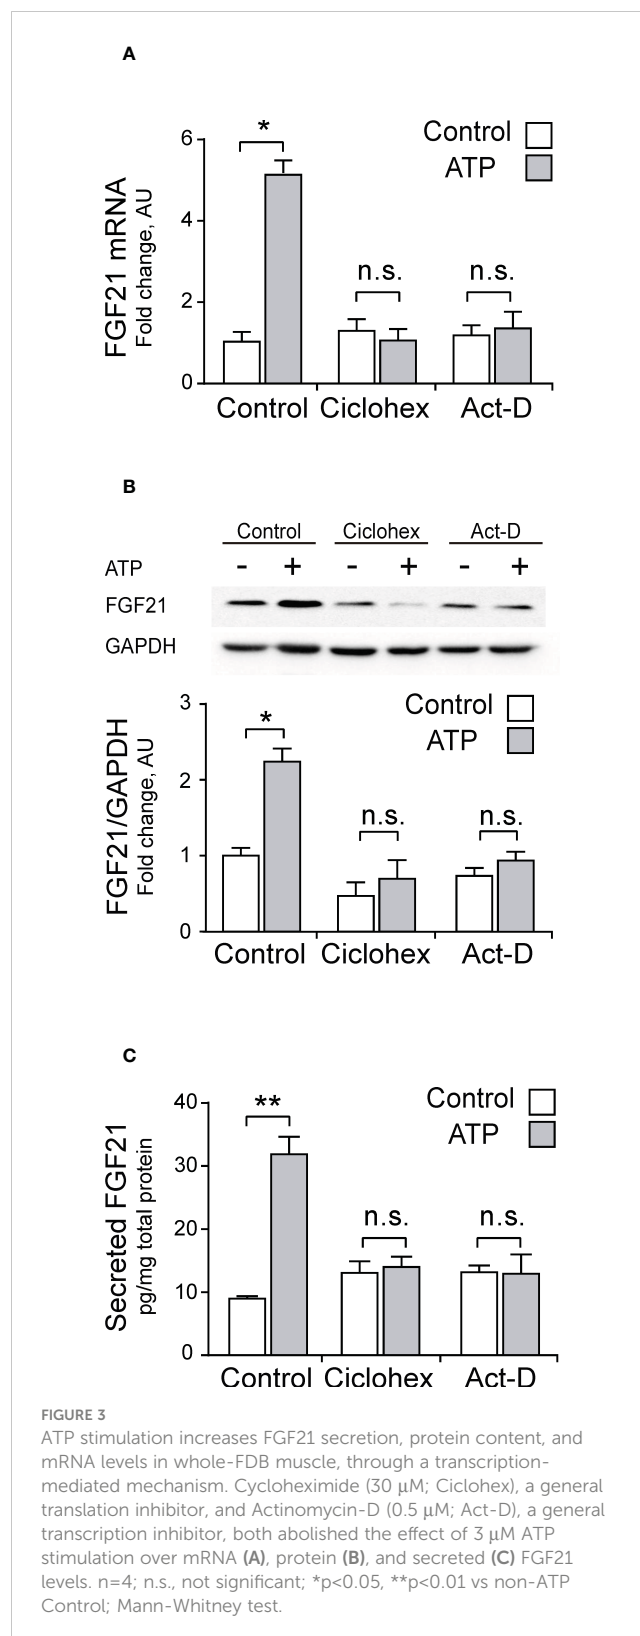 A
6
4
2
0
FGF21 mRNA
Fold change, AU
*
n.s.
n.s.
Control
ATP
Control Ciclohex Act-D
B
Control Ciclohex Act-D
ATP - + - + - +
FGF21
GAPDH
3
2
1
0
FGF21/GAPDH
Fold change, AU
*
n.s.
n.s.
Control
ATP
Control Ciclohex Act-D
C
40
30
20
10
0
Secreted FGF21
pg/mg total protein
**
n.s.
n.s.
Control
ATP
Control Ciclohex Act-D
FIGURE 3
ATP stimulation increases FGF21 secretion, protein content, and
mRNA levels in whole-FDB muscle, through a transcription-
mediated mechanism. Cycloheximide (30 μM; Ciclohex), a general
translation inhibitor, and Actinomycin-D (0.5 μM; Act-D), a general
transcription inhibitor, both abolished the effect of 3 μM ATP
stimulation over mRNA (A), protein (B), and secreted (C) FGF21
levels. n=4; n.s., not significant; *p<0.05, **p<0.01 vs non-ATP
Control; Mann-Whitney test.